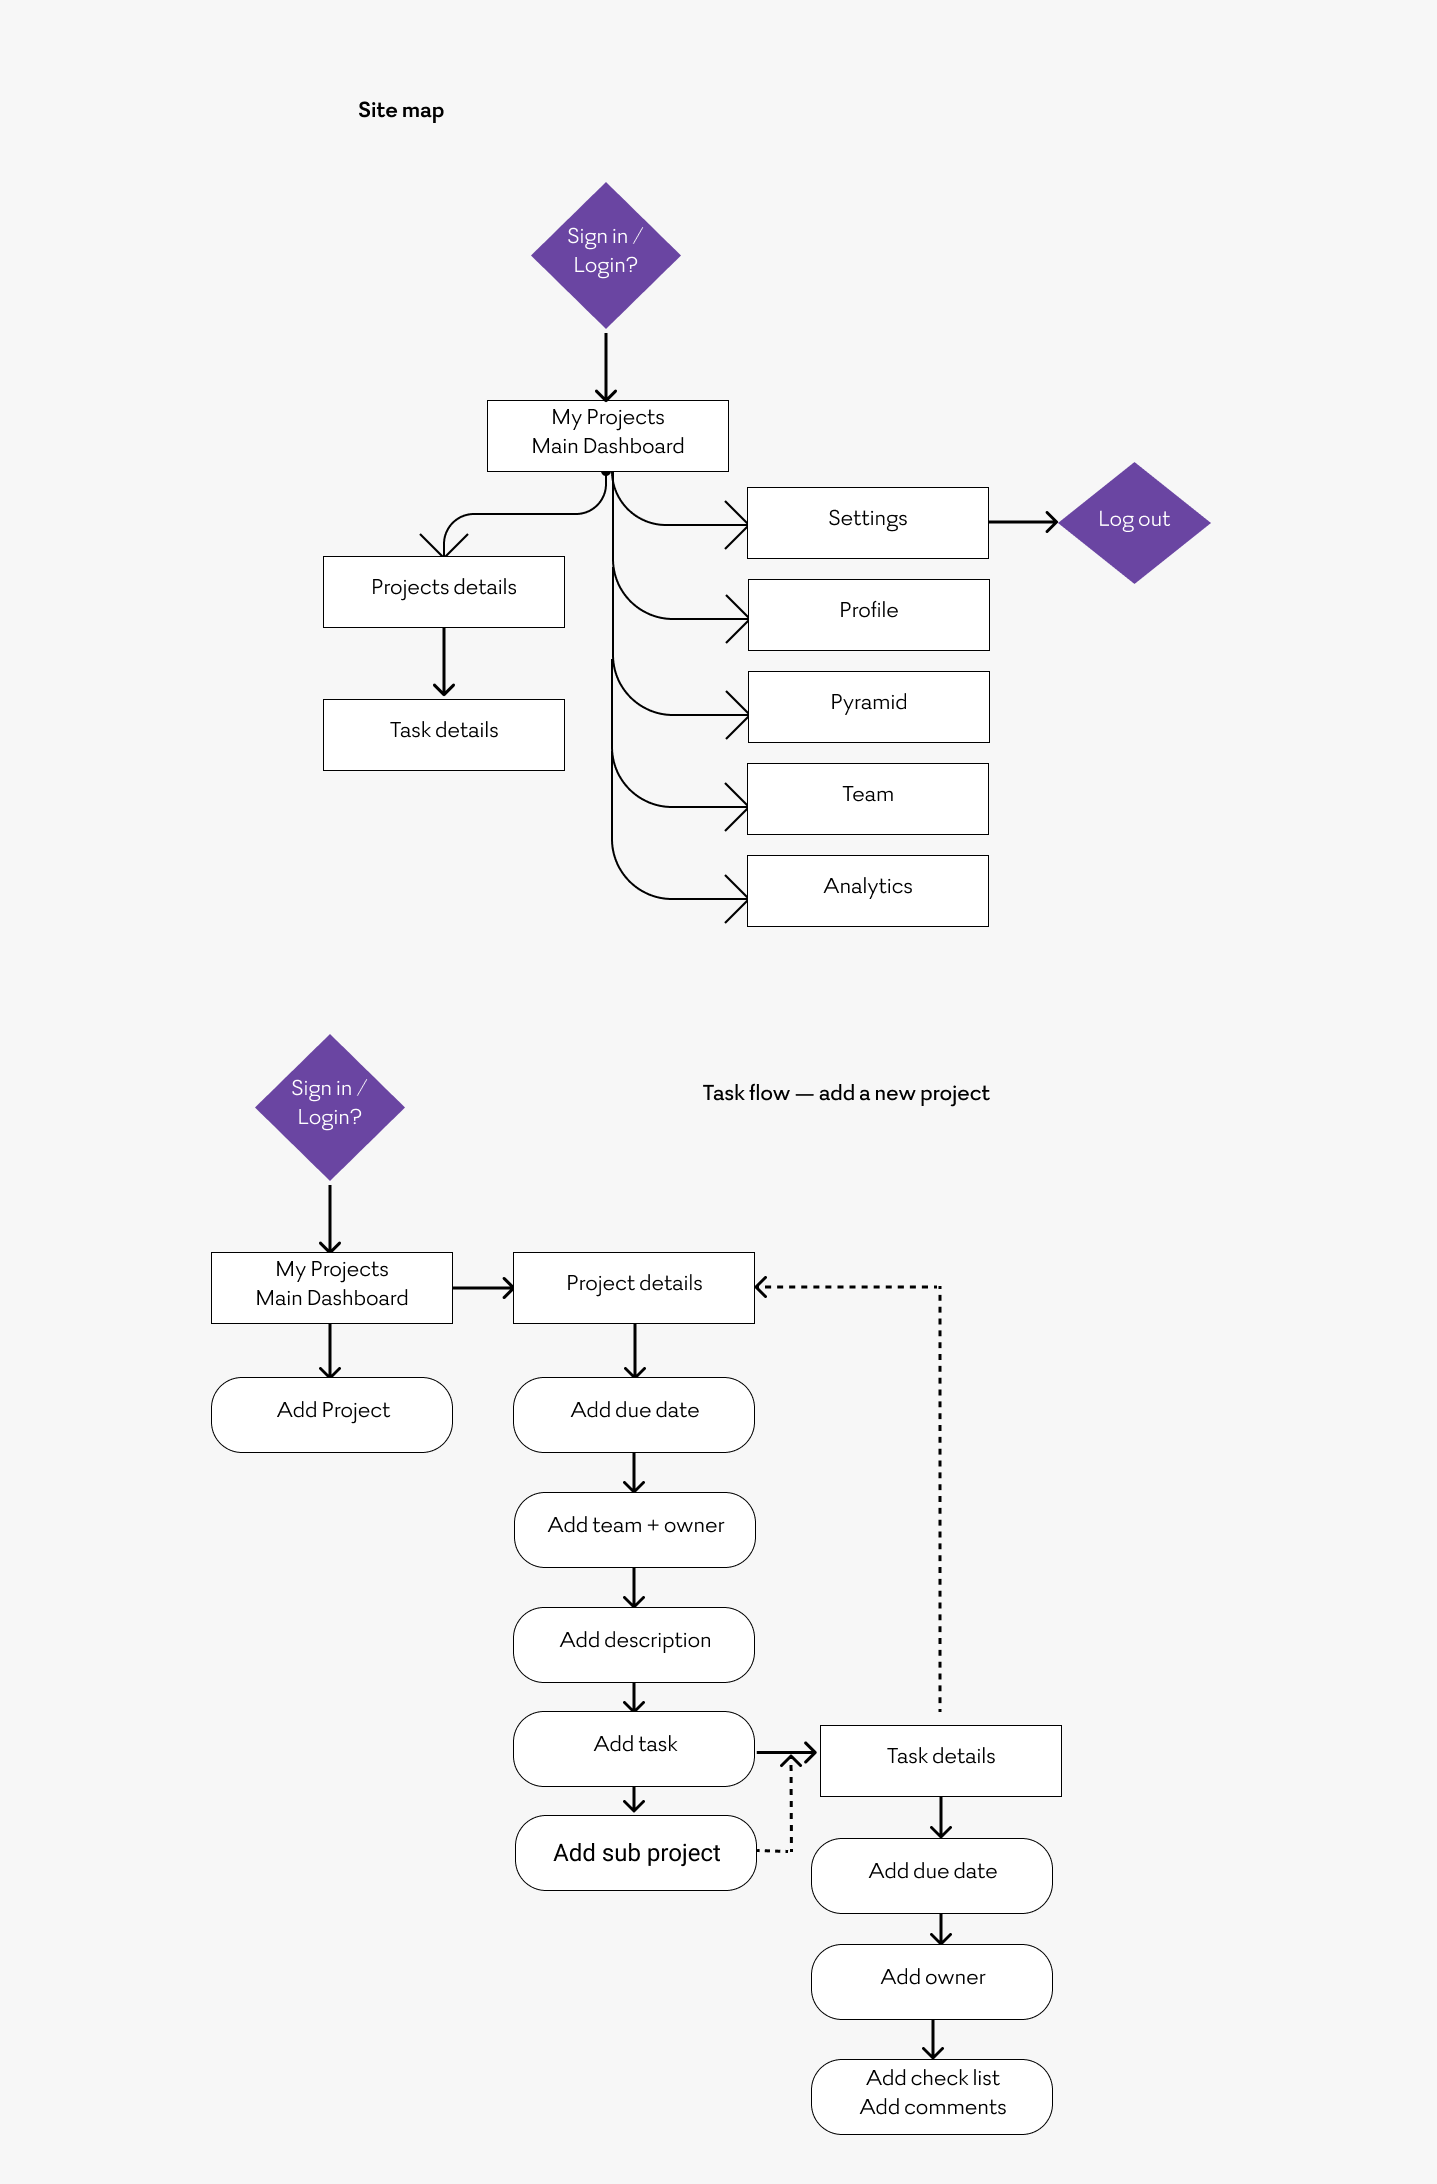 Site map
Sign in /
Login?
My Projects
Main Dashboard
Settings
Log out
Projects details
Profile
Pyramid
Task details
Team
Analytics
Sign in /
Login?
Task flow — add a new project
My Projects
Main Dashboard
Project details
Add Project
Add due date
Add team + owner
Add description
Add task
Task details
Add sub project
Add due date
Add owner
Add check list
Add comments